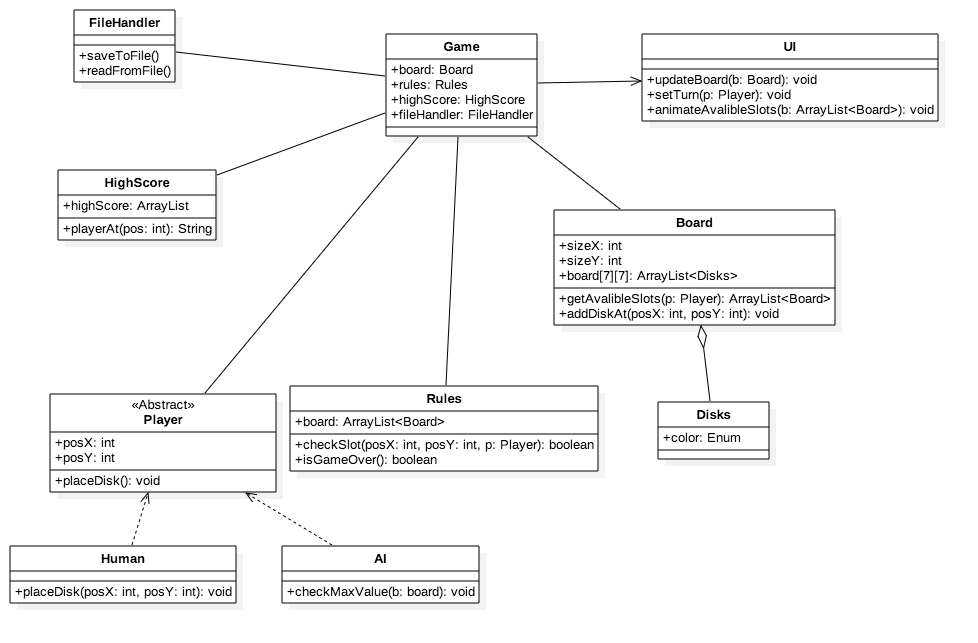 FileHandler
+saveToFile()
+readFromFile()
Game
+board: Board
+rules: Rules
+highScore: HighScore
+fileHandler: FileHandler
UI
+updateBoard(b: Board): void
+setTurn(p: Player): void
+animateAvalibleSlots(b: ArrayList<Board>): void
HighScore
+highScore: ArrayList
+playerAt(pos: int): String
Board
+sizeX: int
+sizeY: int
+board[7][7]: ArrayList<Disks>
+getAvalibleSlots(p: Player): ArrayList<Board>
+addDiskAt(posX: int, posY: int): void
«Abstract»
Player
+posX: int
+posY: int
+placeDisk(): void
Rules
+board: ArrayList<Board>
+checkSlot(posX: int, posY: int, p: Player): boolean
+isGameOver(): boolean
Disks
+color: Enum
Human
+placeDisk(posX: int, posY: int): void
AI
+checkMaxValue(b: board): void